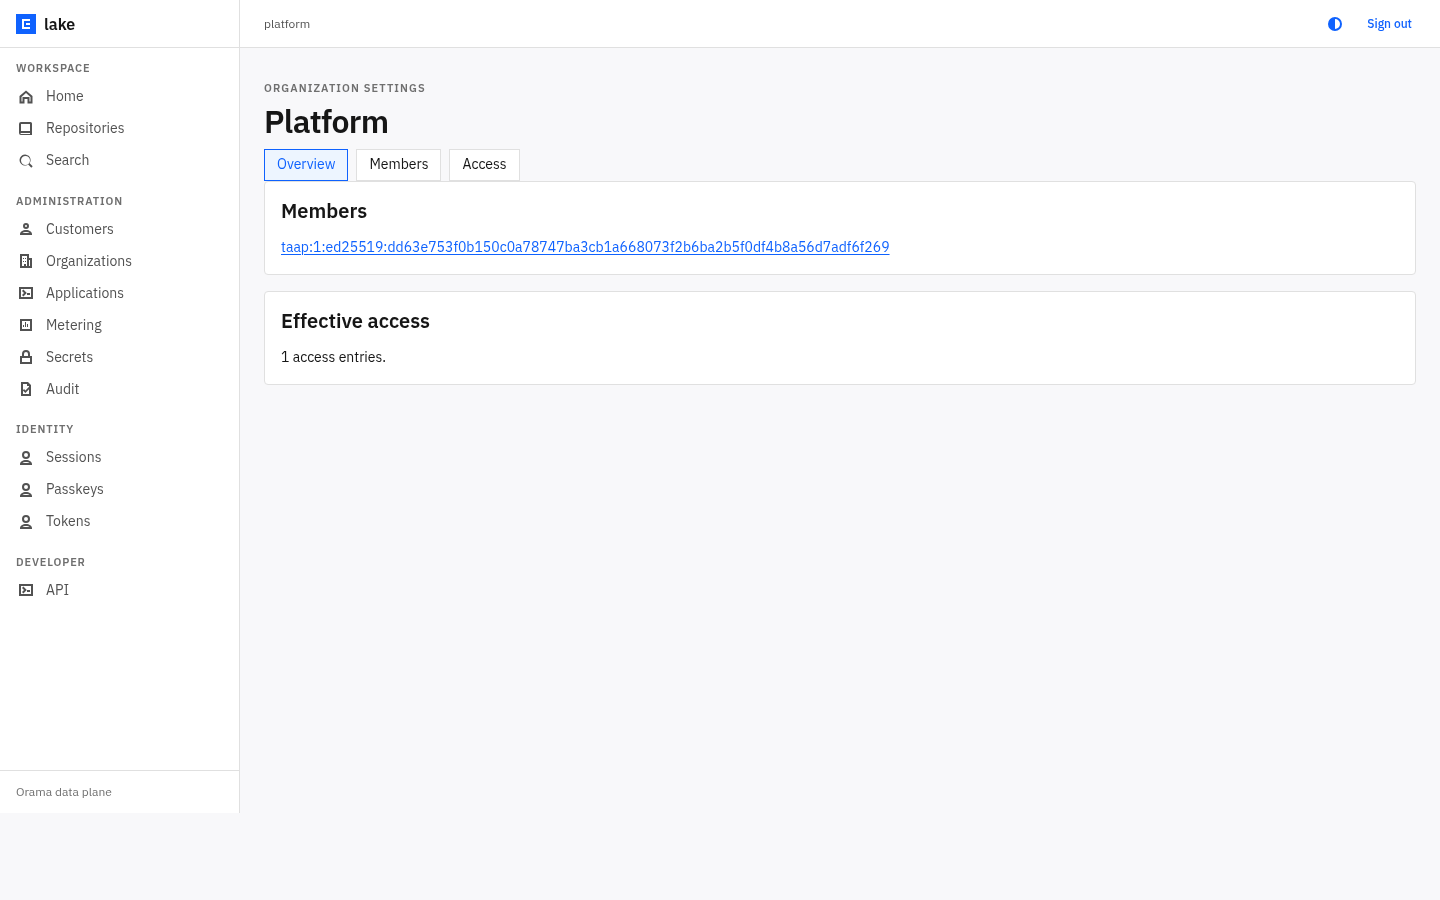 lake
platform
Sign out
WORKSPACE
Home
Repositories
Search
ADMINISTRATION
Customers
Organizations
Applications
Metering
Secrets
Audit
IDENTITY
Sessions
Passkeys
Tokens
DEVELOPER
API
Orama data plane
ORGANIZATION SETTINGS
Platform
Overview
Members
Access
Members
taap:1:ed25519:dd63e753f0b150c0a78747ba3cb1a668073f2b6ba2b5f0df4b8a56d7adf6f269
Effective access
1 access entries.